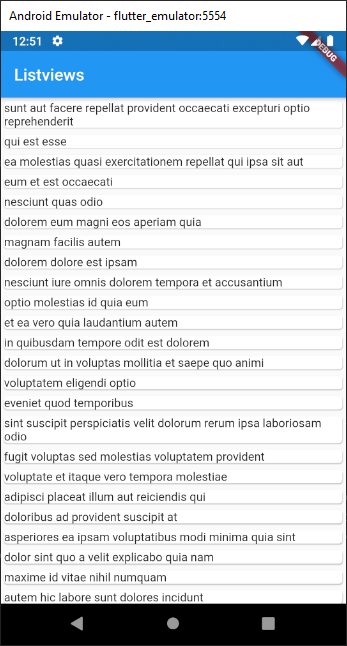 Android Emulator - flutter_emulator:5554
12:51
DEBUG
Listviews
sunt aut facere repellat provident occaecati excepturi optio
reprehenderit
qui est esse
ea molestias quasi exercitationem repellat qui ipsa sit aut
eum et est occaecati
nesciunt quas odio
dolorem eum magni eos aperiam quia
magnam facilis autem
dolorem dolore est ipsam
nesciunt iure omnis dolorem tempora et accusantium
optio molestias id quia eum
et ea vero quia laudantium autem
in quibusdam tempore odit est dolorem
dolorum ut in voluptas mollitia et saepe quo animi
voluptatem eligendi optio
eveniet quod temporibus
sint suscipit perspiciatis velit dolorum rerum ipsa laboriosam
odio
fugit voluptas sed molestias voluptatem provident
voluptate et itaque vero tempora molestiae
adipisci placeat illum aut reiciendis qui
doloribus ad provident suscipit at
asperiores ea ipsam voluptatibus modi minima quia sint
dolor sint quo a velit explicabo quia nam
maxime id vitae nihil numquam
autem hic labore sunt dolores incidunt